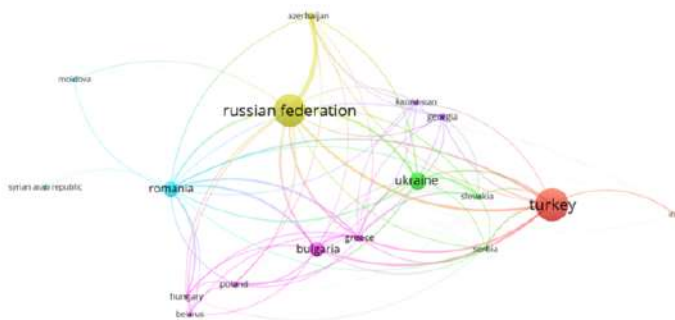 azerbaijan
moldova
russian federation
kazakhstan
georgia
syrian arab republic
romania
ukraine
slovakia
turkey
greece
bulgaria
serbia
poland
hungary
belarus